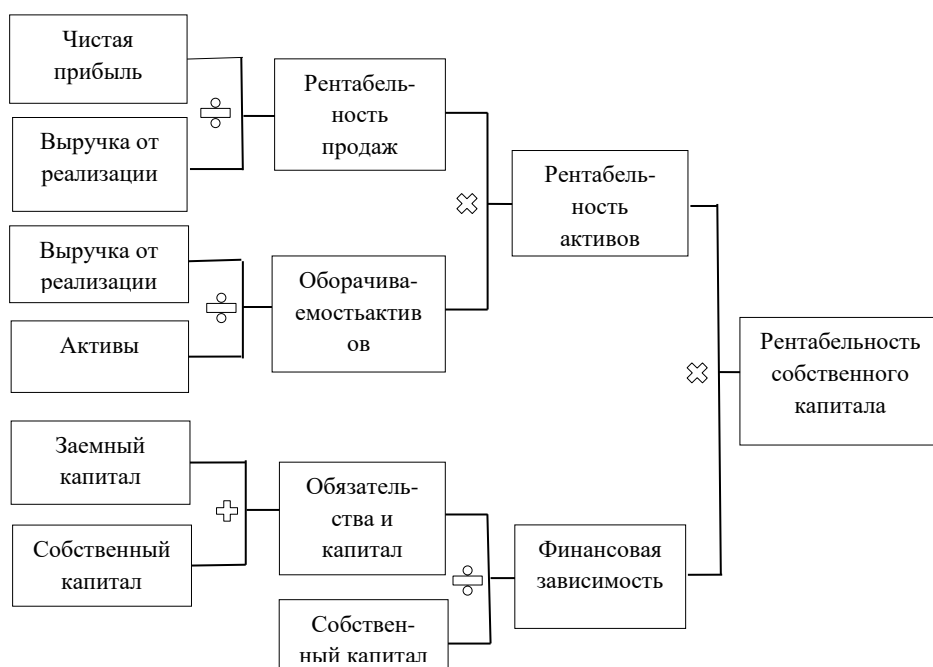 Чистая
прибыль
Выручка от
реализации
Рентабель-
ность
продаж
Выручка от
реализации
Активы
Оборачива-
емостьактив
ов
Рентабель-
ность
активов
Рентабельность
собственного
капитала
Заемный
капитал
Собственный
капитал
Обязатель-
ства и
капитал
Собствен-
ный капитал
Финансовая
зависимость